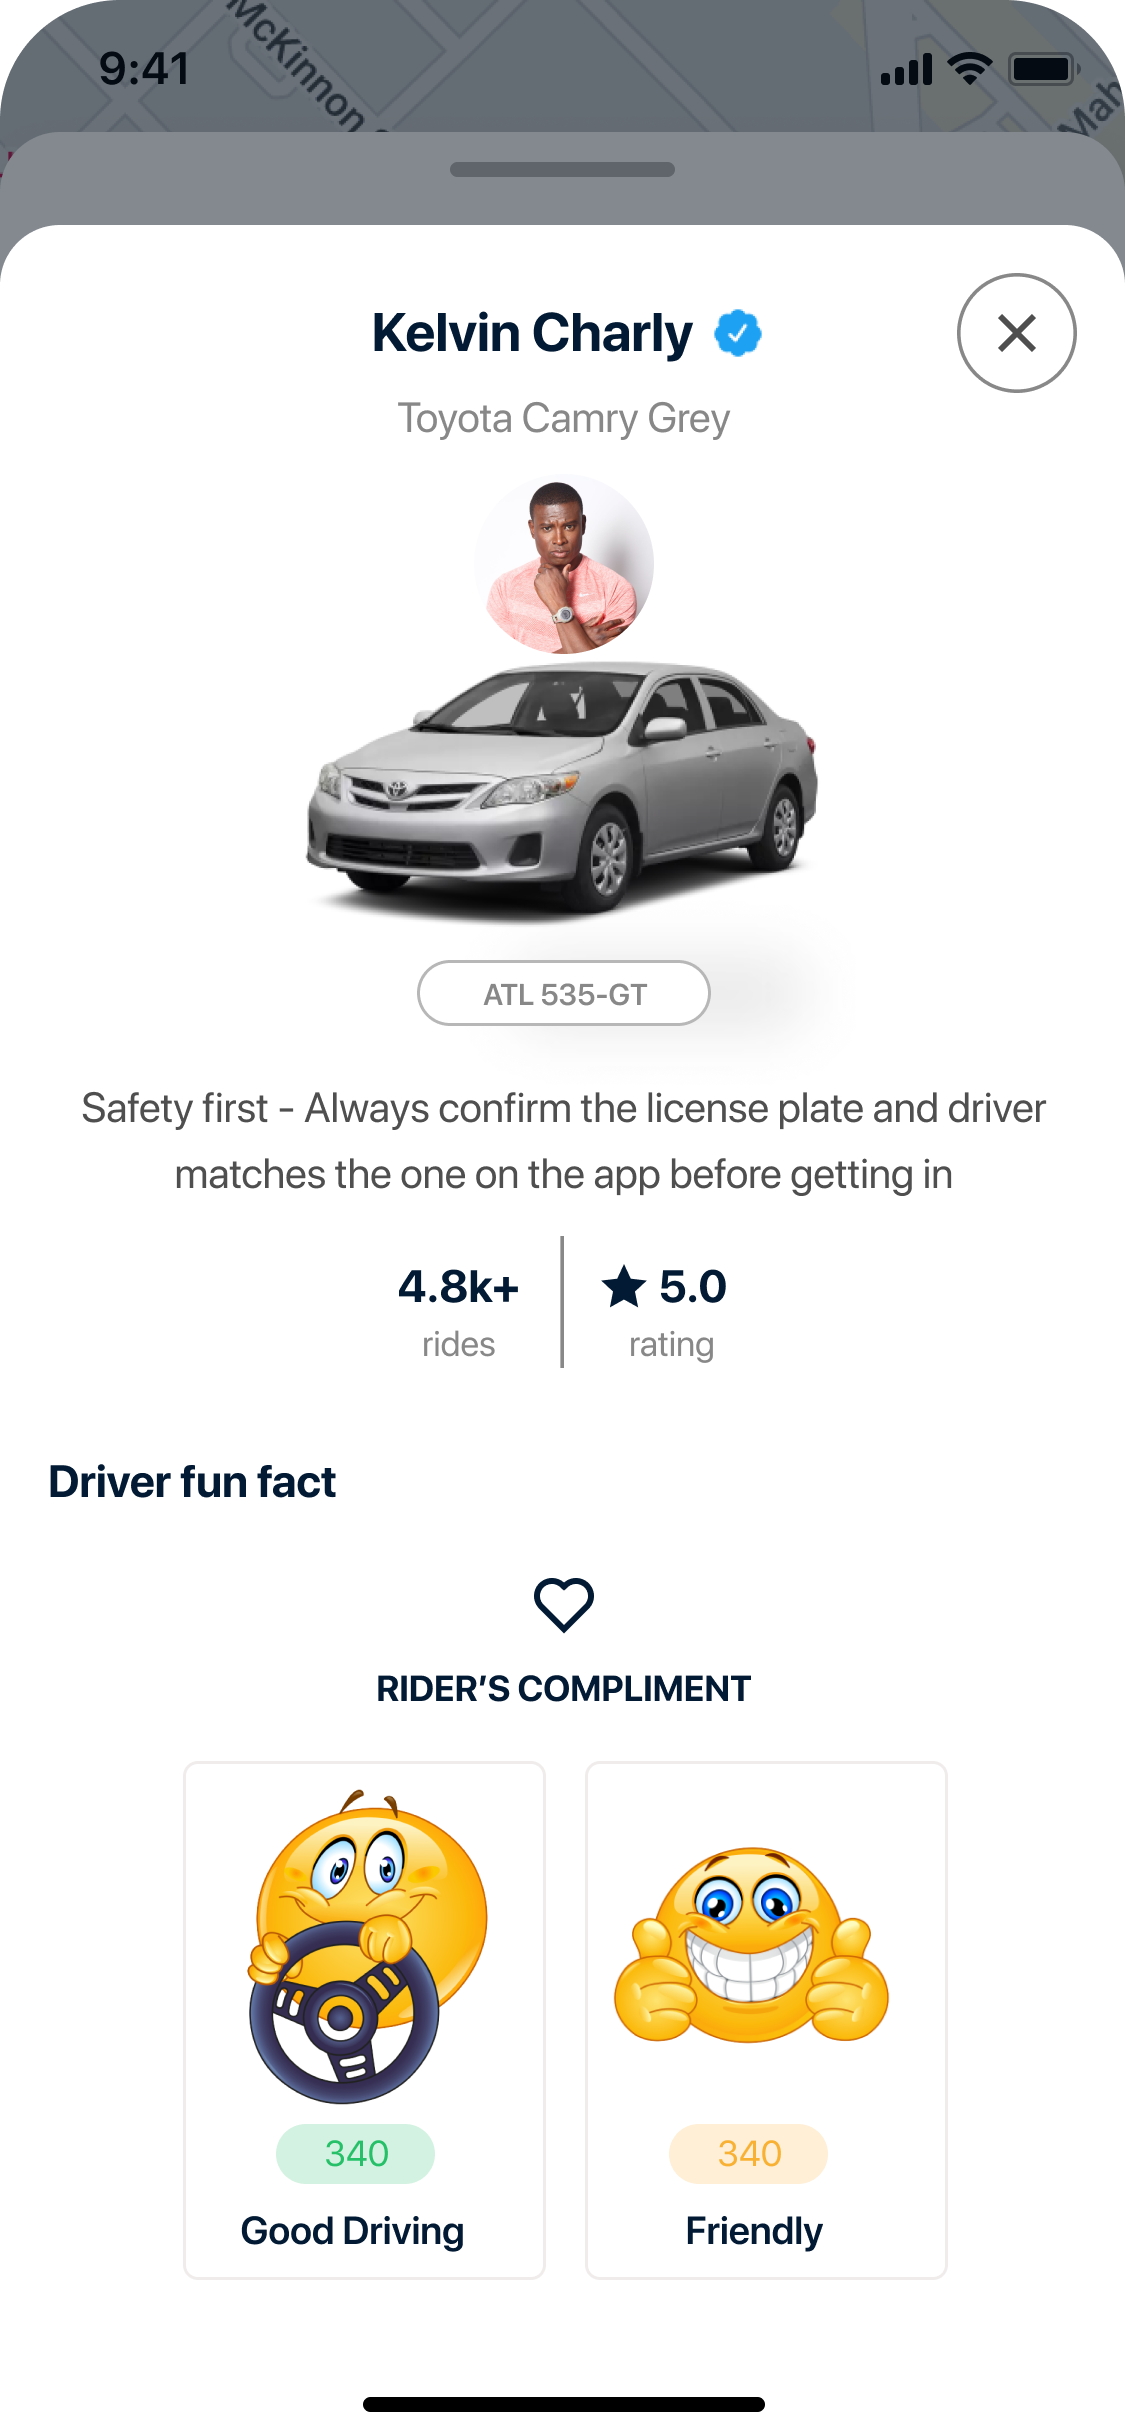 McKinnon
9:41
Mah
Kelvin Charly
Toyota Camry Grey
ATL 535-GT
Safety first - Always confirm the license plate and driver
matches the one on the app before getting in
4.8k+
5.0
rides
rating
Driver fun fact
RIDER’S COMPLIMENT
340
340
Good Driving
Friendly